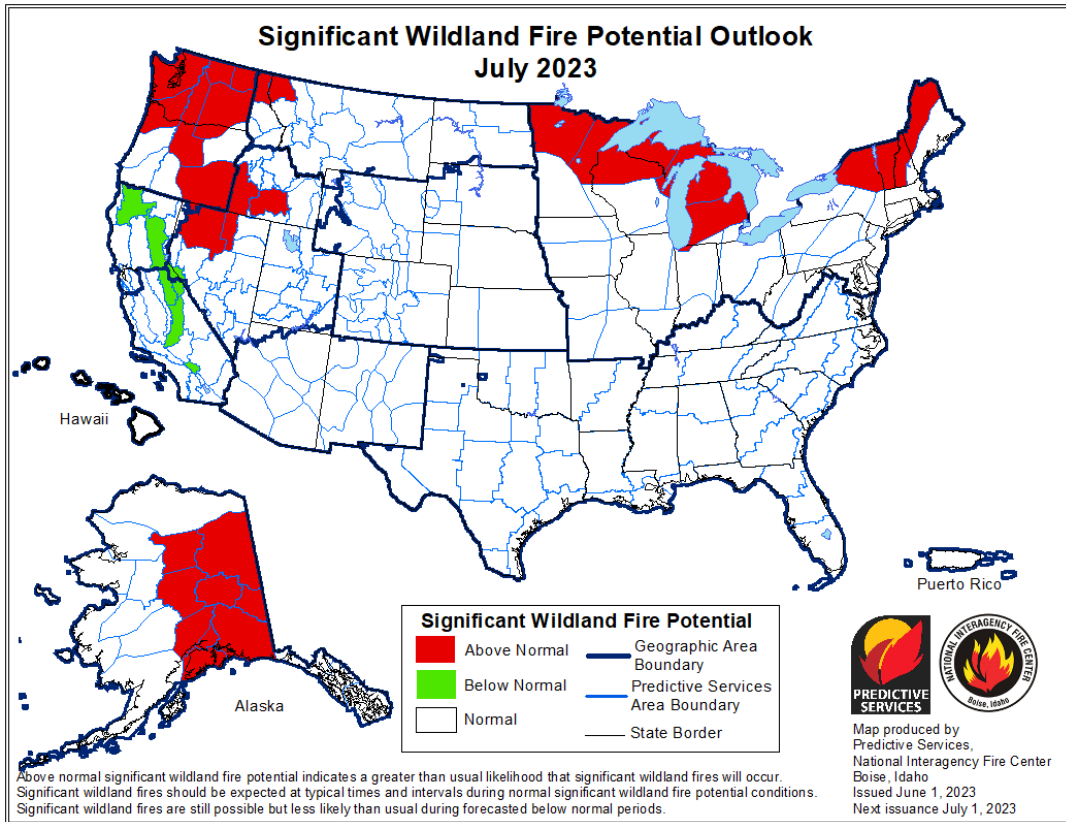 Significant Wildland Fire Potential Outlook
July 2023
Hawaii
Alaska
Puerto Rico
Significant Wildland Fire Potential
Above Normal
Below Normal
Normal
Geographic Area
Boundary
Predictive Services
Area Boundary
State Border
PREDICTIVE
SERVICES
NATIONAL INTERAGENCY FIRE CENTER
Boise, Idaho
Map produced by
Predictive Services,
National Interagency Fire Center
Boise, Idaho
Issued June 1, 2023
Next issuance July 1, 2023
Above normal significant wildland fire potential indicates a greater than usual likelihood that significant wildland fires will occur.
Significant wildland fires should be expected at typical times and intervals during normal significant wildland fire potential conditions.
Significant wildland fires are still possible but less likely than usual during forecasted below normal periods.